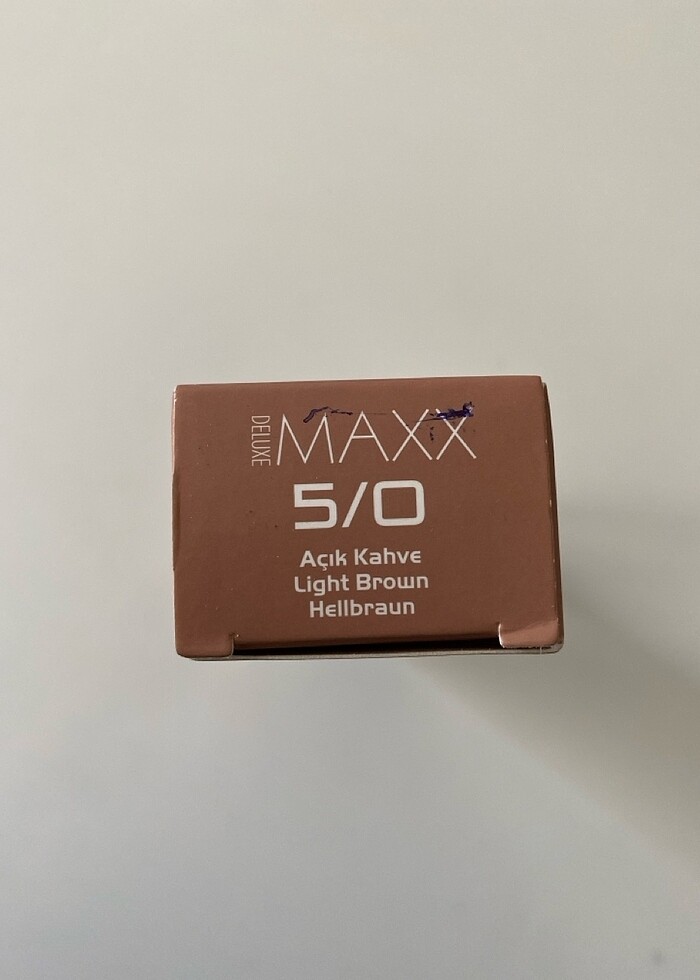 DELUXE MAXX
5/0
Açık Kahve
Light Brown
Hellbraun